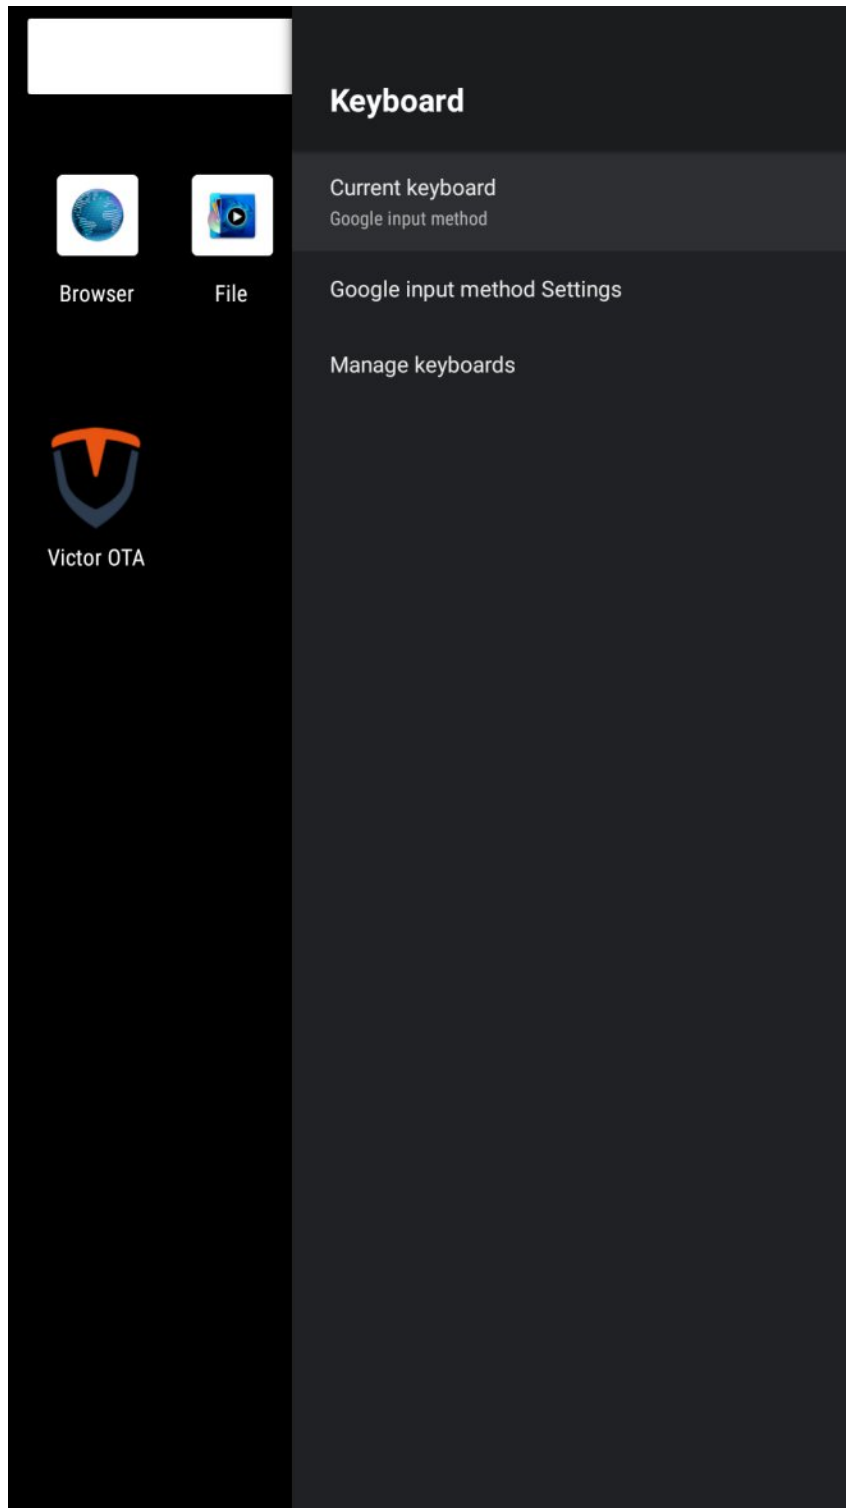 Keyboard
Current keyboard
Google input method
Google input method Settings
Manage keyboards
Browser
File
Victor OTA